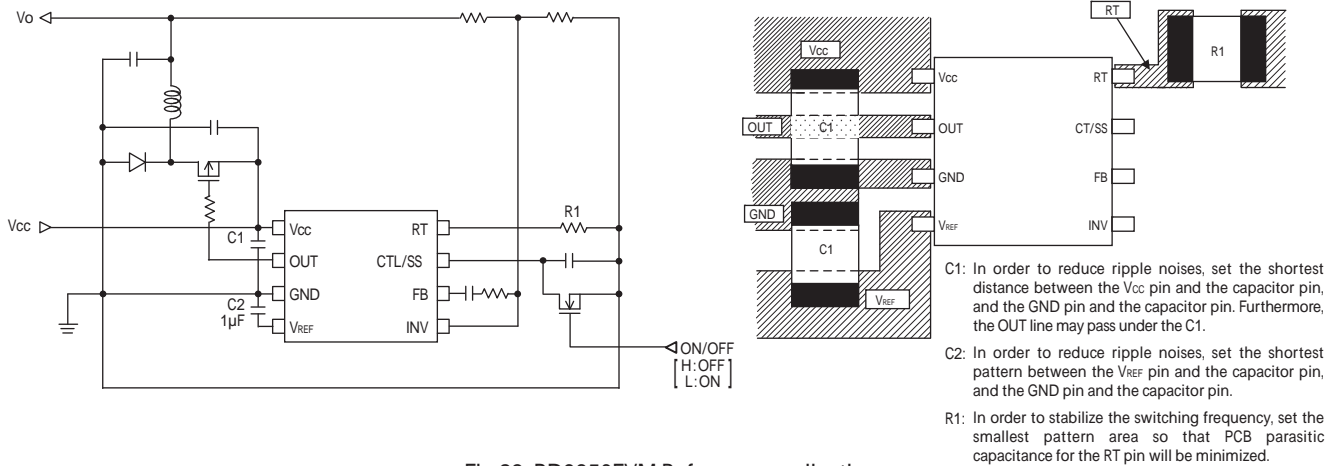 Vo
Vcc
C1
C2
1μF
Vcc
OUT
GND
VREF
RT
CTL/SS
FB
INV
R1
ON/OFF
H:OFF
L:ON
Vcc
OUT
C1
GND
C1
VREF
Vcc
OUT
GND
VREF
RT
CT/SS
FB
INV
RT
R1
C1: In order to reduce ripple noises, set the shortest
distance between the Vcc pin and the capacitor pin,
and the GND pin and the capacitor pin. Furthermore,
the OUT line may pass under the C1.
C2: In order to reduce ripple noises, set the shortest
pattern between the VREF pin and the capacitor pin,
and the GND pin and the capacitor pin.
R1: In order to stabilize the switching frequency, set the
smallest pattern area so that PCB parasitic
capacitance for the RT pin will be minimized.